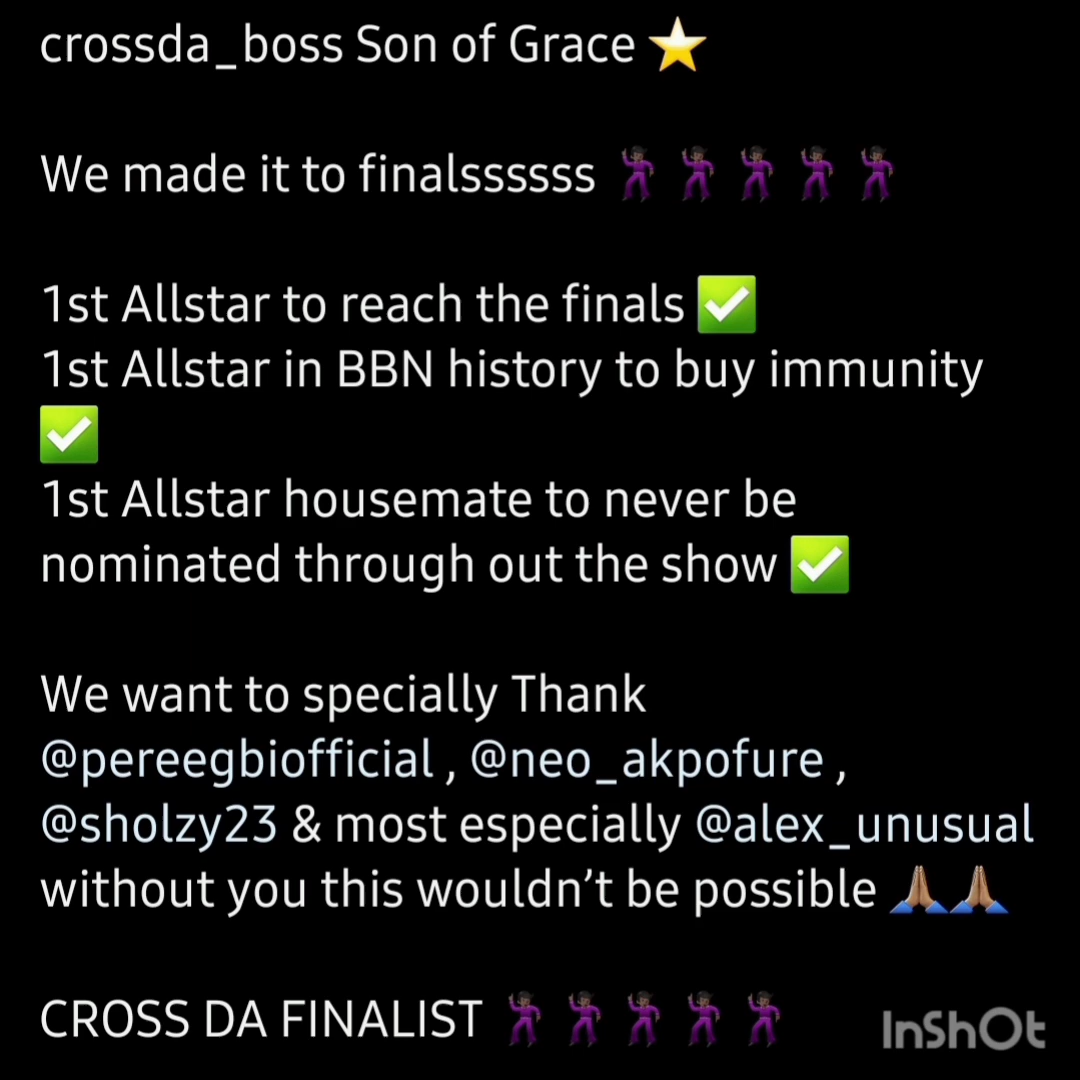 crossda_boss Son of Grace ⭐
We made it to finalssssss 🕺🏿🕺🏿🕺🏿🕺🏿🕺🏿
1st Allstar to reach the finals ✅
1st Allstar in BBN history to buy immunity
✅
1st Allstar housemate to never be
nominated through out the show ✅
We want to specially Thank
@pereegbiofficial , @neo_akpofure ,
@sholzy23 & most especially @alex_unusual
without you this wouldn’t be possible 🙏🏽🙏🏽
CROSS DA FINALIST 🕺🏿🕺🏿🕺🏿🕺🏿🕺🏿
InShOt